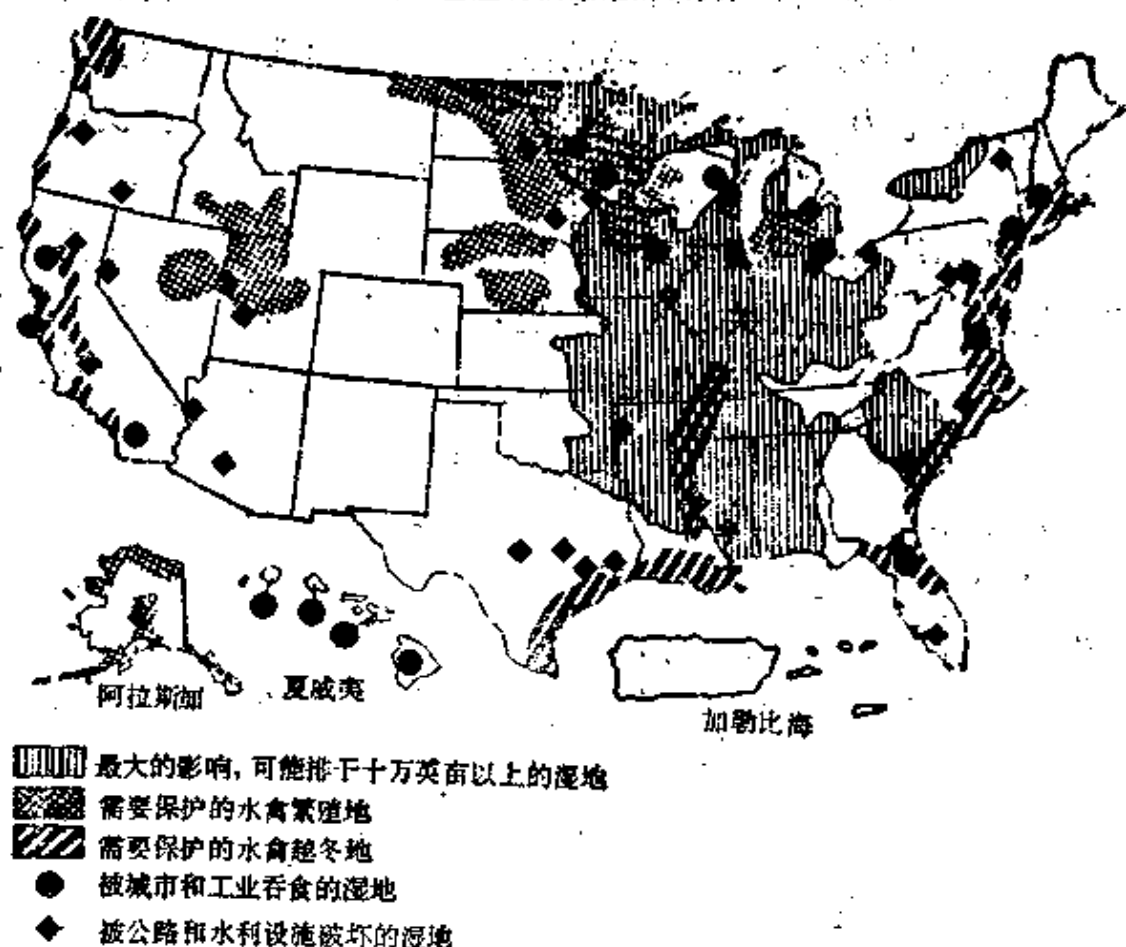 阿拉斯加
夏威夷
加勒比海
最大的影响,可能排干十万英亩以上的湿地
需要保护的水禽繁殖地
需要保护的水禽越冬地
被城市和工业吞食的湿地
被公路和水利设施破坏的湿地